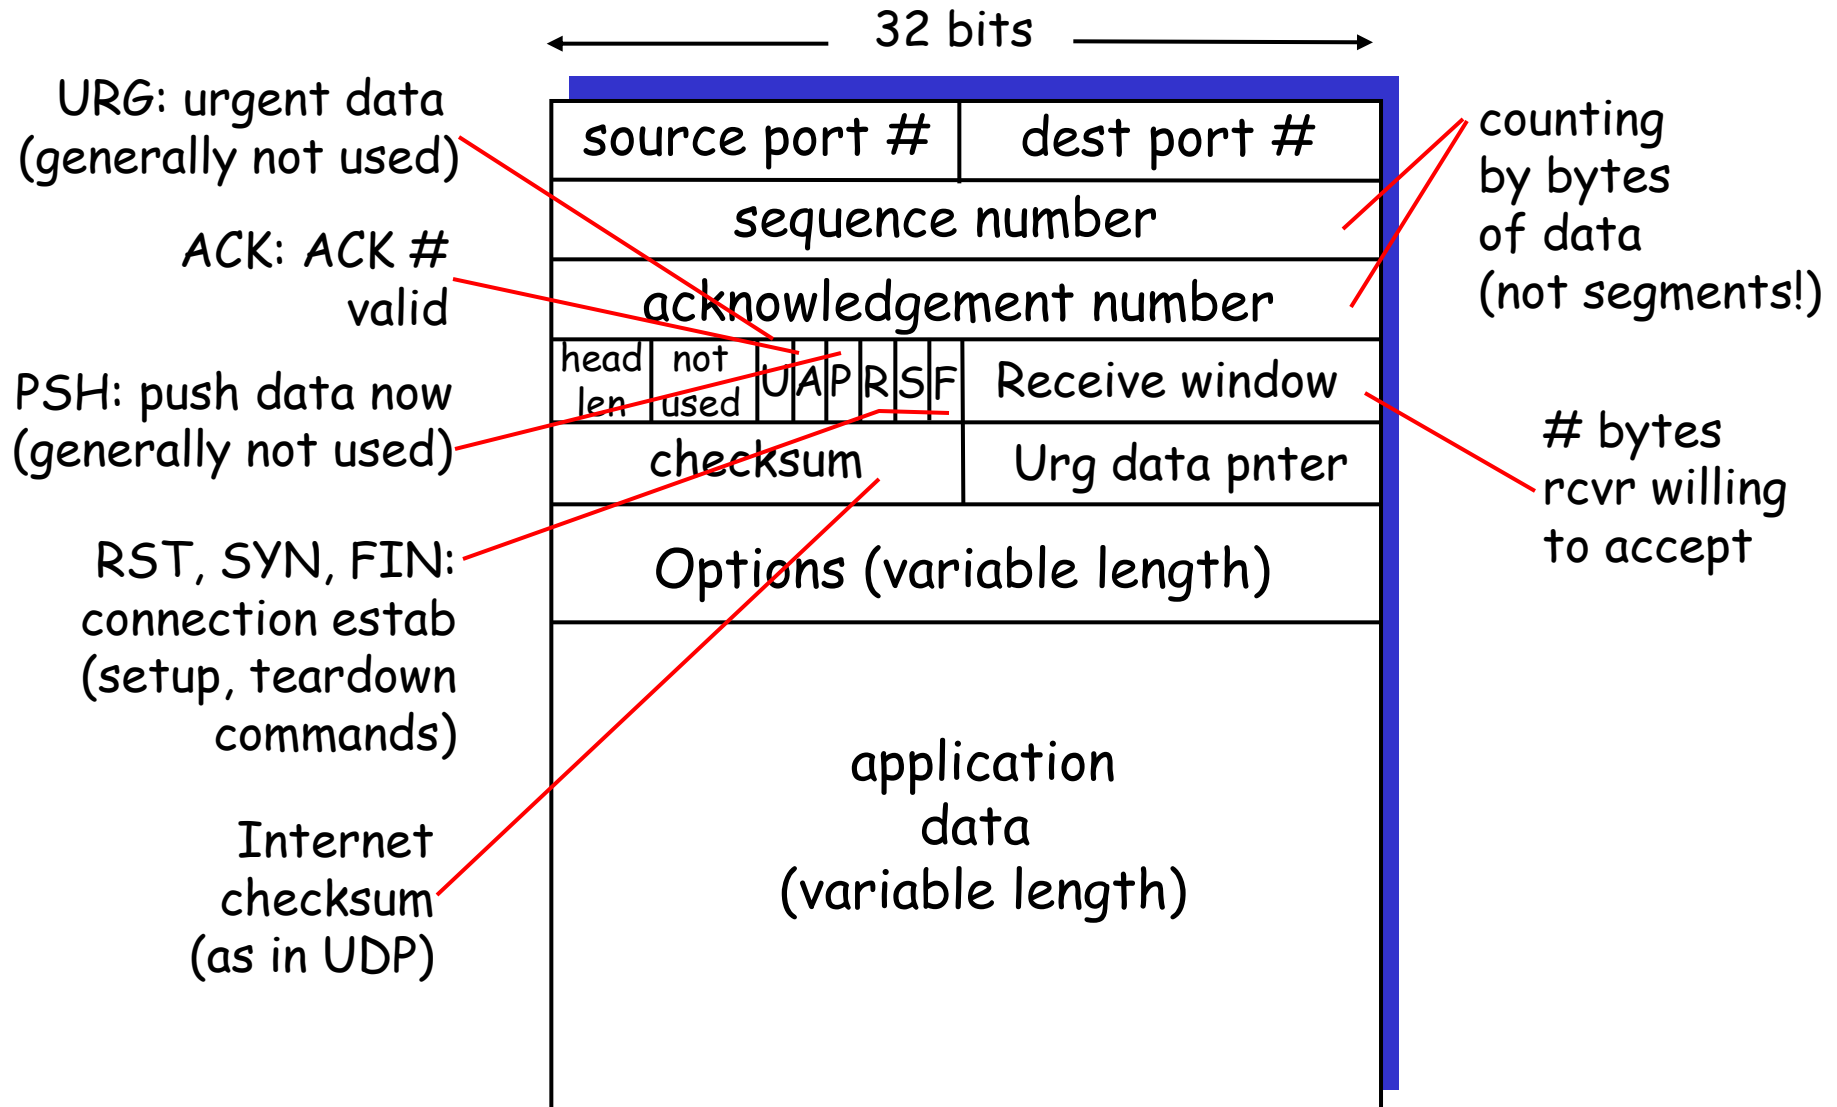 32 bits
URG: urgent data
(generally not used)
ACK: ACK #
valid
PSH: push data now
(generally not used)
RST, SYN, FIN:
connection estab
(setup, teardown
commands)
Internet
checksum
(as in UDP)
source port #
dest port #
sequence number
acknowledgement number
head
len
not
used
U
A
P
R
S
F
Receive window
checksum
Urg data pnter
Options (variable length)
application
data
(variable length)
counting
by bytes
of data
(not segments!)
# bytes
rcvr willing
to accept